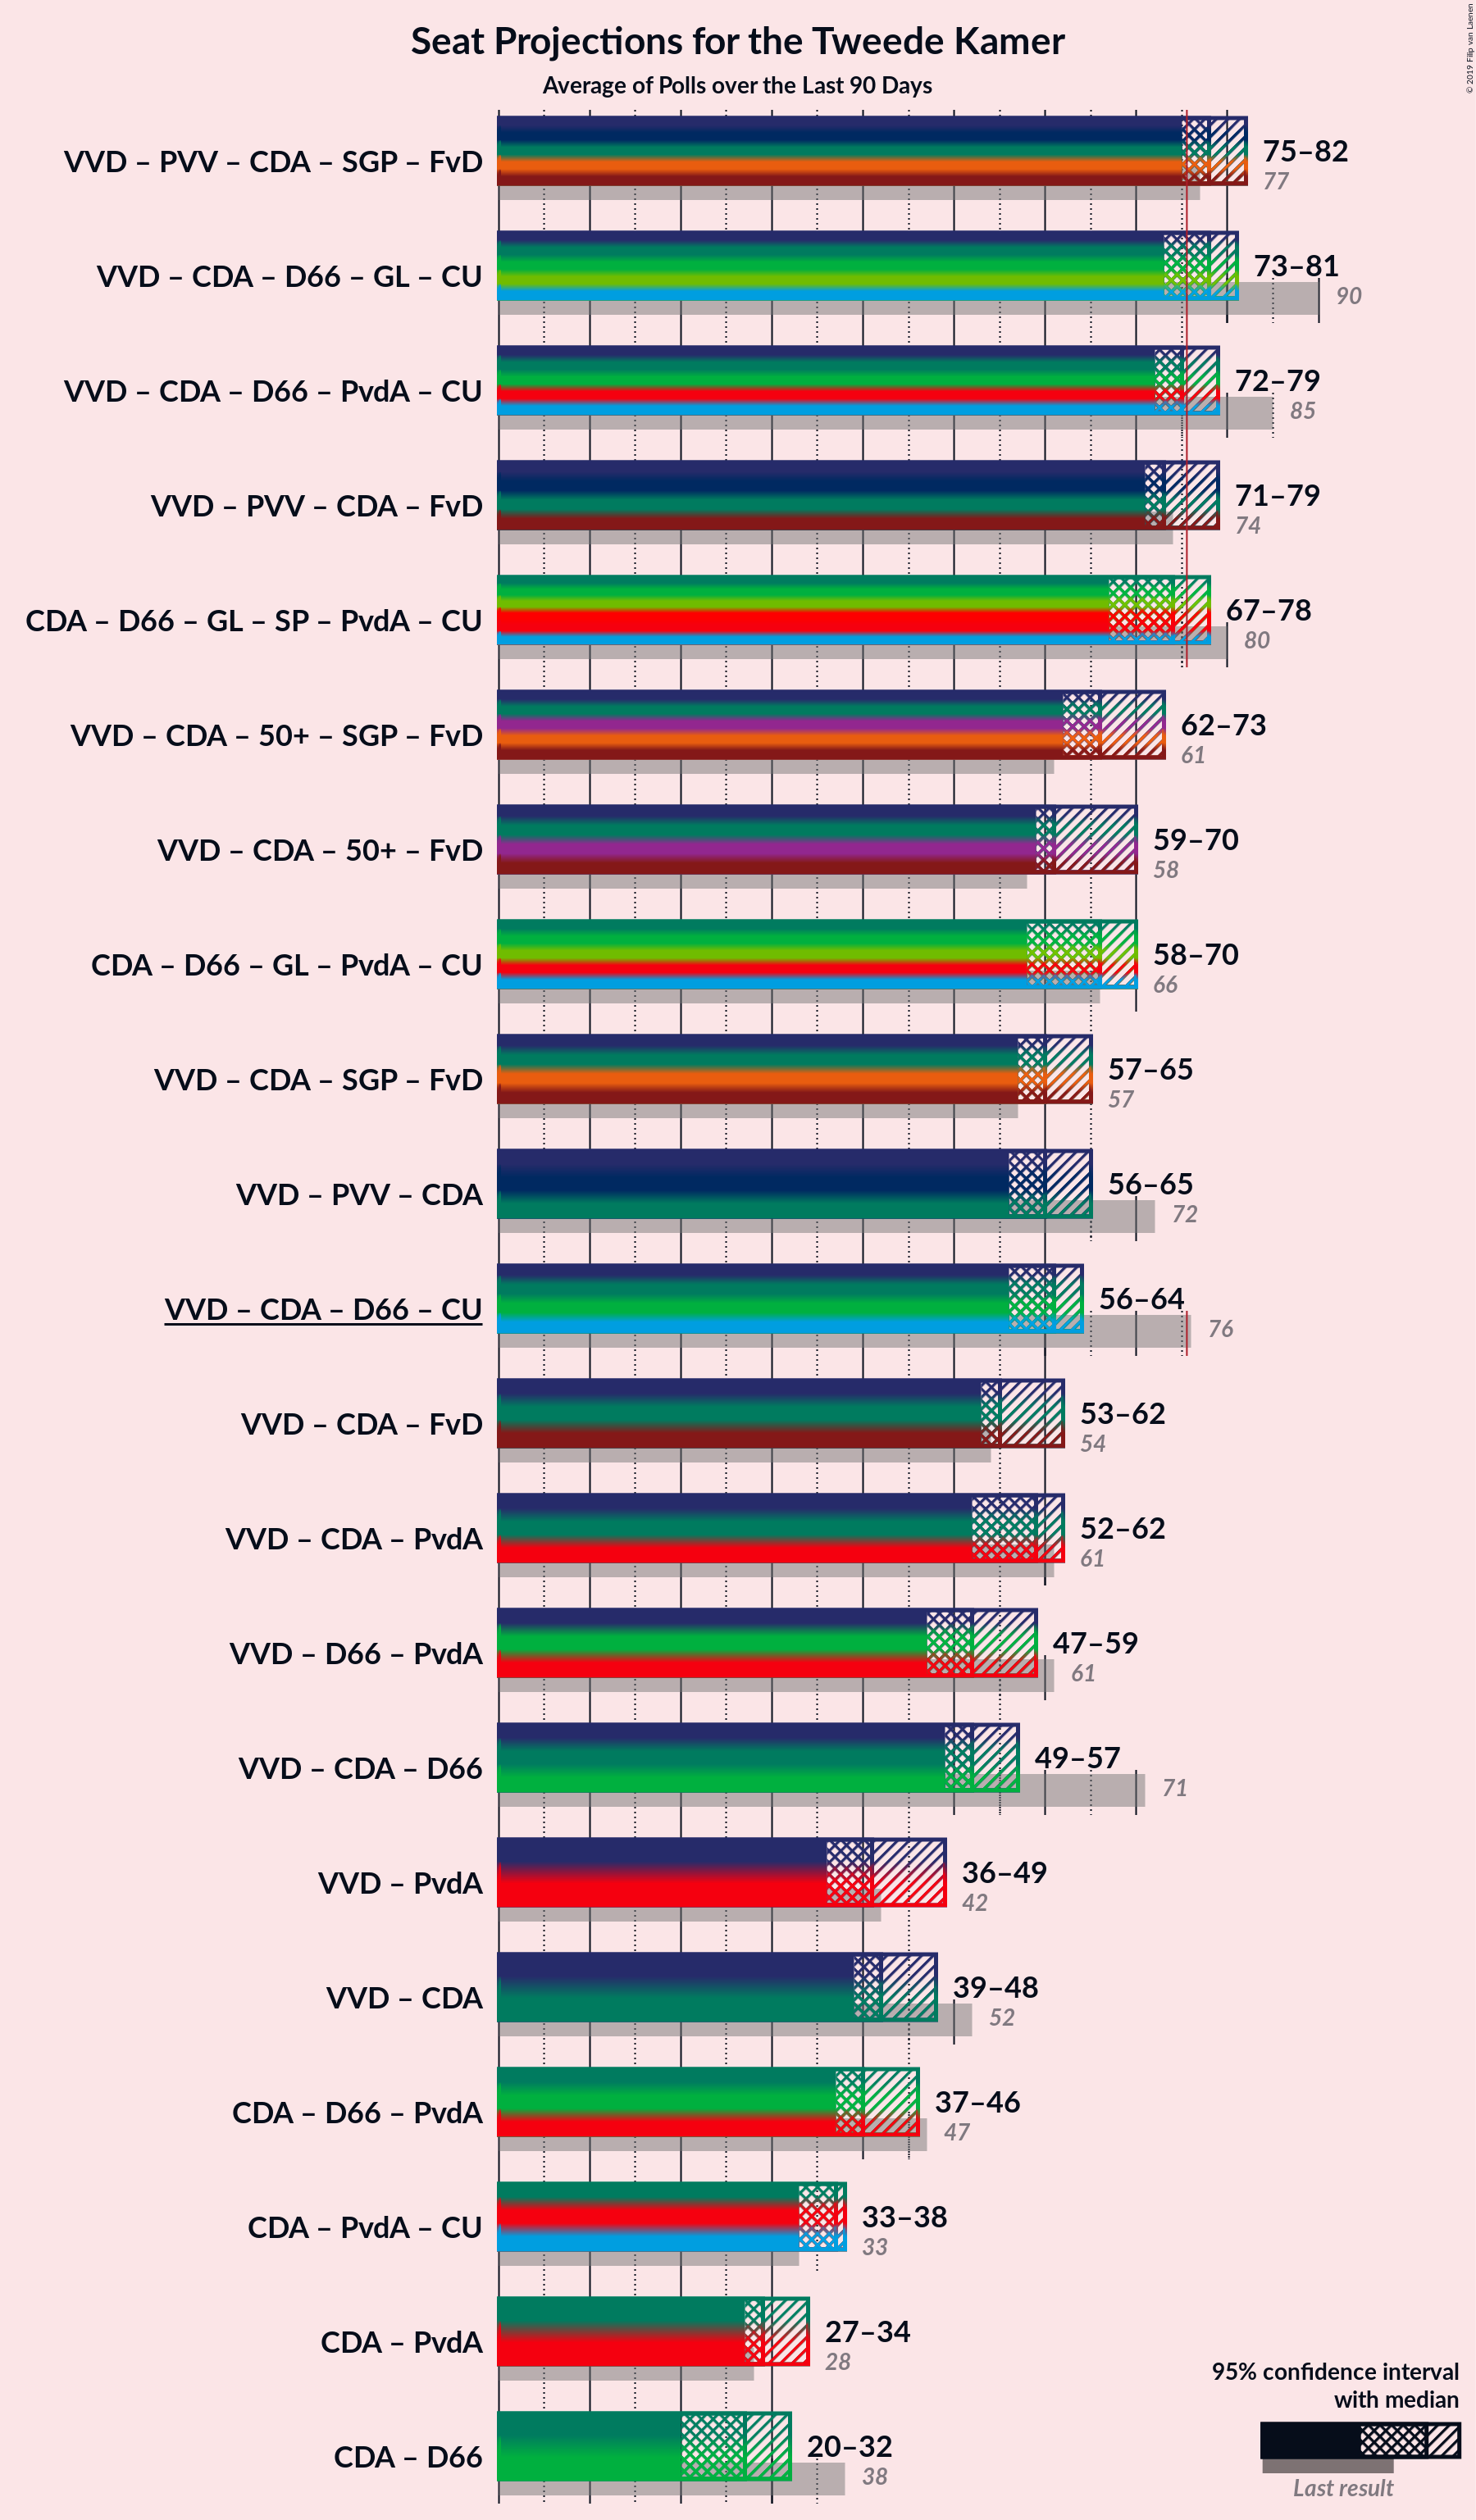 Seat Projections for the Tweede Kamer
Average of Polls over the Last 90 Days
© 2019 Filip van Laenen
VVD – PVV – CDA – SGP – FvD
75–82
77
VVD – CDA – D66 – GL – CU
73–81
90
VVD – CDA – D66 – PvdA – CU
72–79
85
VVD – PVV – CDA – FvD
71–79
74
CDA – D66 – GL – SP – PvdA – CU
67–78
80
VVD – CDA – 50+ – SGP – FvD
62–73
61
VVD – CDA – 50+ – FvD
59–70
58
CDA – D66 – GL – PvdA – CU
58–70
66
VVD – CDA – SGP – FvD
57–65
57
VVD – PVV – CDA
56–65
72
VVD – CDA – D66 – CU
56–64
76
VVD – CDA – FvD
53–62
54
VVD – CDA – PvdA
52–62
61
VVD – D66 – PvdA
47–59
61
VVD – CDA – D66
49–57
71
VVD – PvdA
36–49
42
VVD – CDA
39–48
52
CDA – D66 – PvdA
37–46
47
CDA – PvdA – CU
33–38
33
CDA – PvdA
27–34
28
CDA – D66
20–32
38
95% confidence interval
with median
Last result